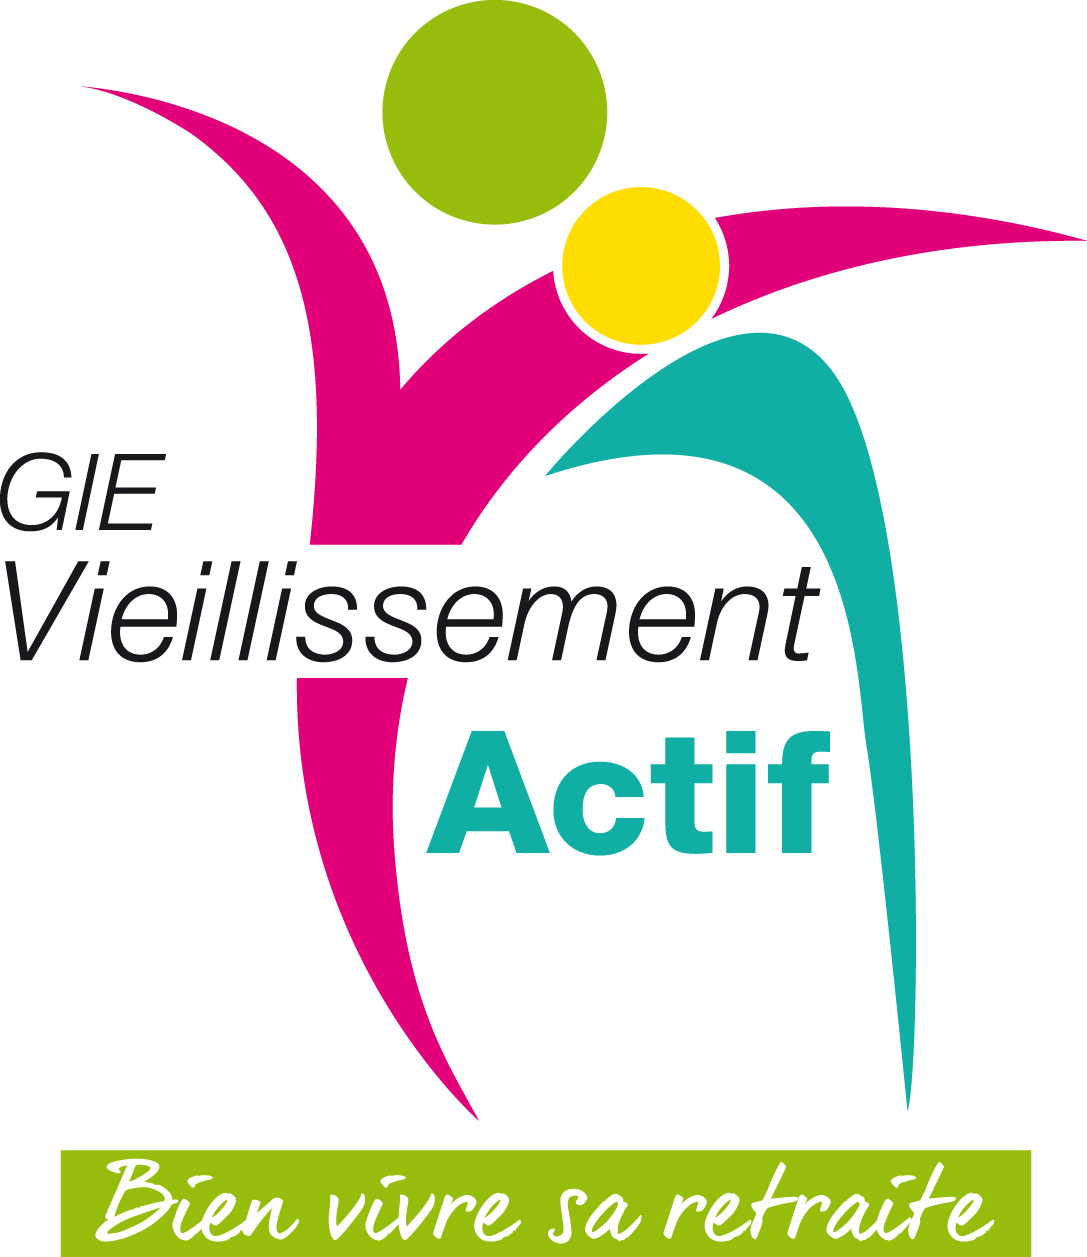 GIE
Vieillissement
Actif
Bien vivre sa retraite